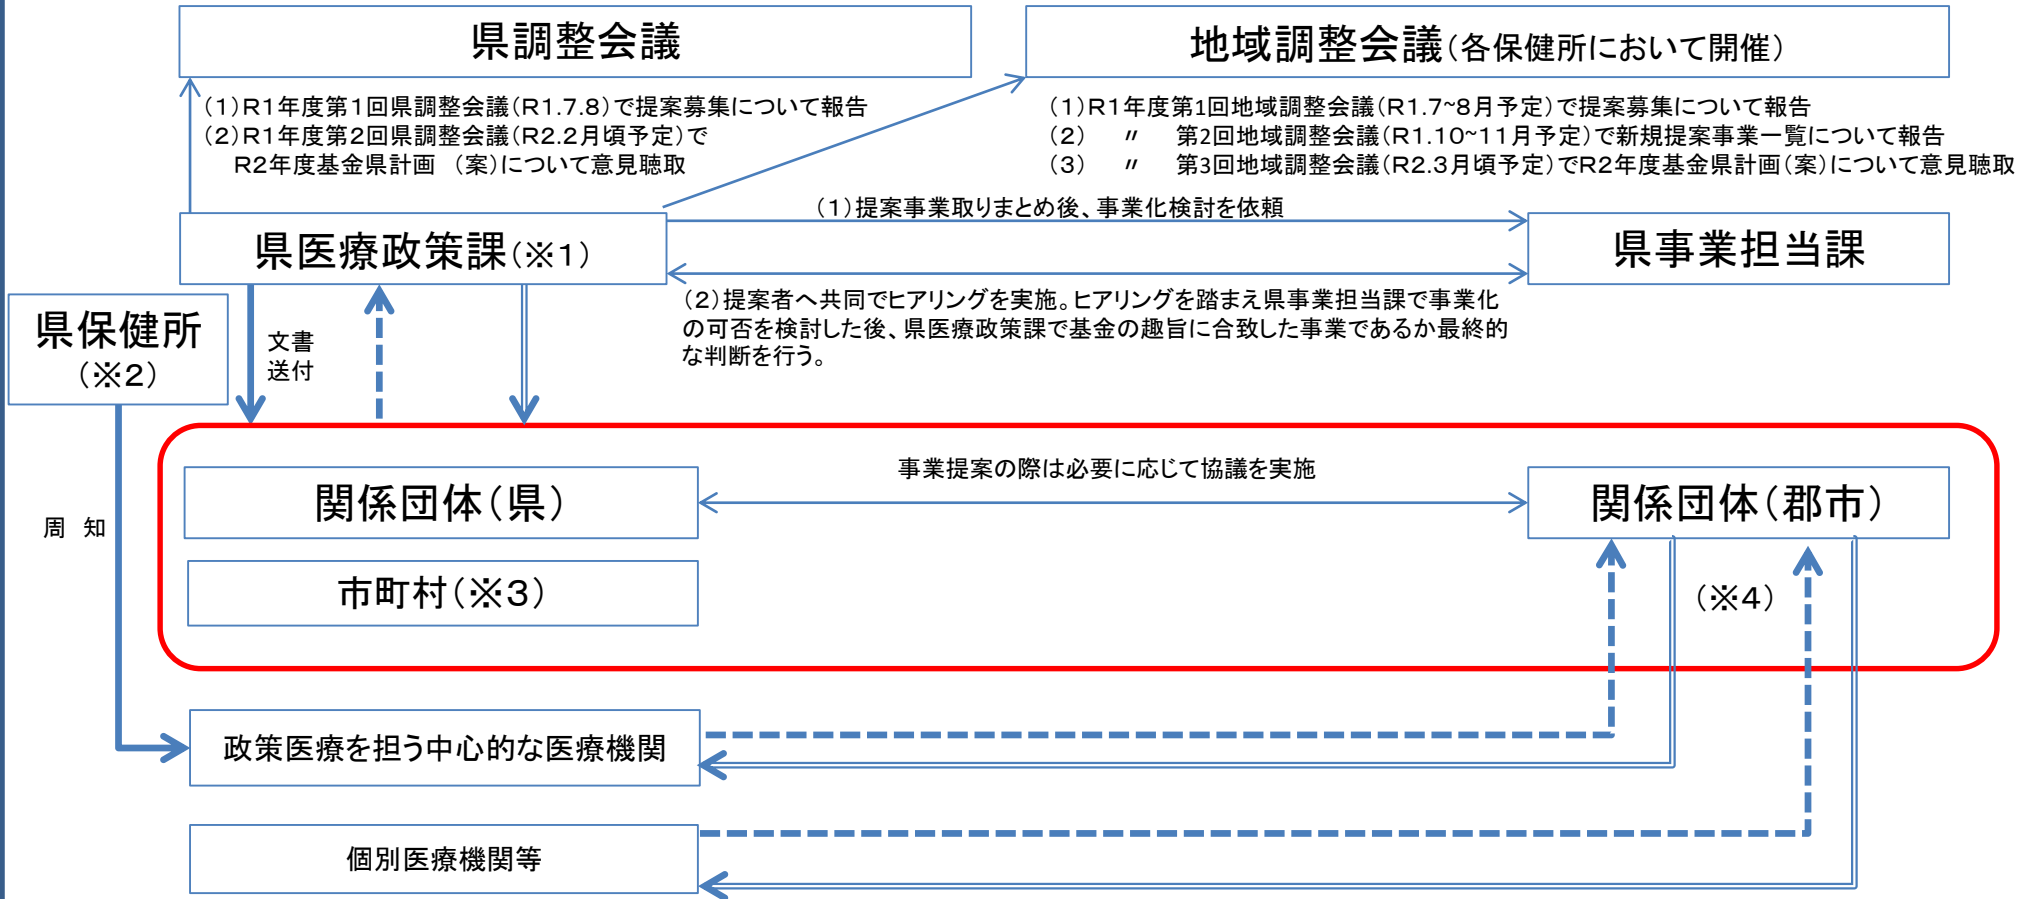 県調整会議
地域調整会議(各保健所において開催)
(1)R1年度第1回県調整会議(R1.7.8)で提案募集について報告
(2)R1年度第2回県調整会議(R2.2月頃予定)で
R2年度基金県計画 (案)について意見聴取
(1)R1年度第1回地域調整会議(R1.7~8月予定)で提案募集について報告
(2) 〃 第2回地域調整会議(R1.10~11月予定)で新規提案事業一覧について報告
(3) 〃 第3回地域調整会議(R2.3月頃予定)でR2年度基金県計画(案)について意見聴取
(1)提案事業取りまとめ後、事業化検討を依頼
県医療政策課(※1)
県事業担当課
(2)提案者へ共同でヒアリングを実施。ヒアリングを踏まえ県事業担当課で事業化
の可否を検討した後、県医療政策課で基金の趣旨に合致した事業であるか最終的
な判断を行う。
県保健所
(※2)
文書
送付
事業提案の際は必要に応じて協議を実施
関係団体(県)
関係団体(郡市)
周 知
市町村(※3)
(※4)
政策医療を担う中心的な医療機関
個別医療機関等